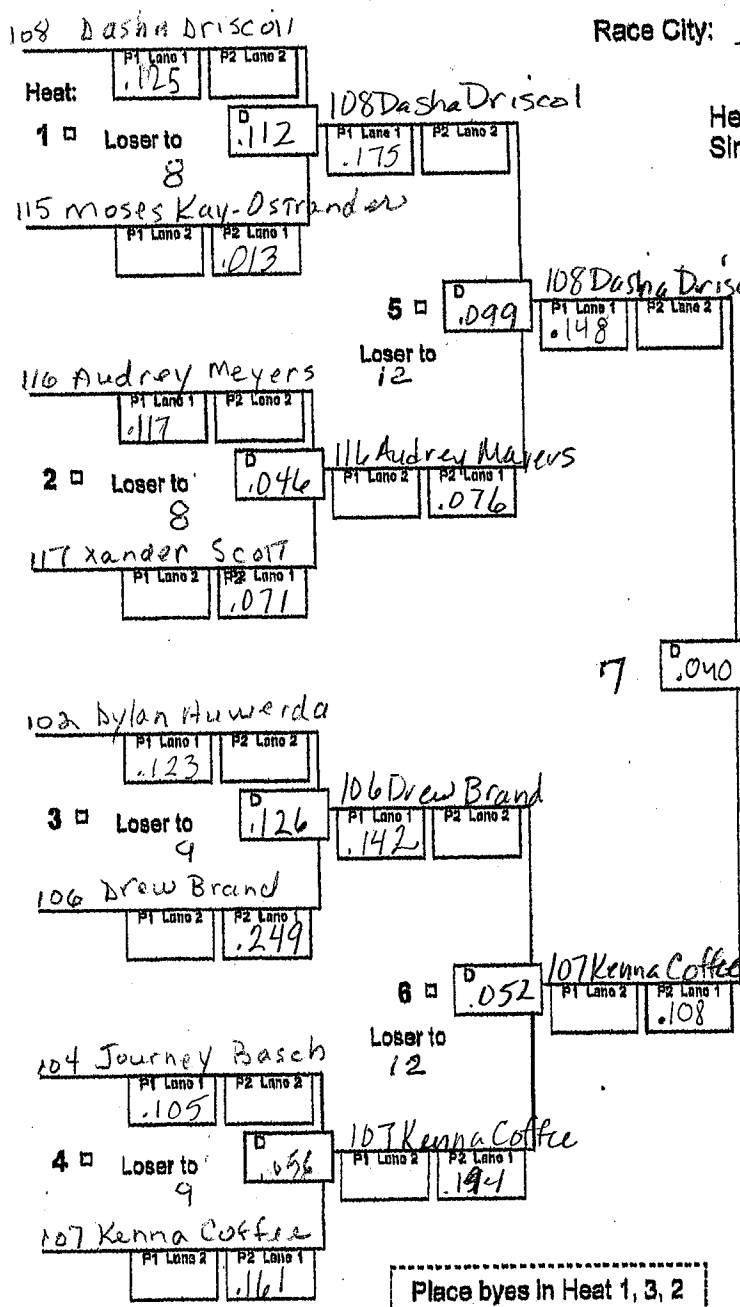 108 Dasha Driscoll
Race City:
P1 Lane 1 P2 Lane 2
.125
Heat:
108 Dasha Driscol
1 Loser to 8
D .112
P1 Lane 1 P2 Lane 2
.175
115 Moses Kay-Ostrander
P1 Lane 2 P2 Lane 1
.013
108 Dasha Drisc
5 D .099
P1 Lane 1 P2 Lane 2
.148
Loser to
12
116 Audrey Meyers
P1 Lane 1 P2 Lane 2
.117
116 Audrey Mayers
2 Loser to 8
D .046
P1 Lane 2 P2 Lane 1
.076
117 Xander Scott
P1 Lane 2 P2 Lane 1
.071
7 D .040
102 Dylan Huwerda
P1 Lane 1 P2 Lane 2
.123
106 Drew Brand
3 Loser to 9
D .126
P1 Lane 1 P2 Lane 2
.142
106 Drew Brand
P1 Lane 2 P2 Lane 1
.249
107 Kenna Coffee
6 D .052
P1 Lane 2 P2 Lane 1
.108
Loser to
12
104 Journey Basch
P1 Lane 1 P2 Lane 2
.105
107 Kenna Coffee
4 Loser to 9
D .056
P1 Lane 2 P2 Lane 1
.194
107 Kenna Coffee
P1 Lane 2 P2 Lane 1
.161
Place byes in Heat 1, 3, 2